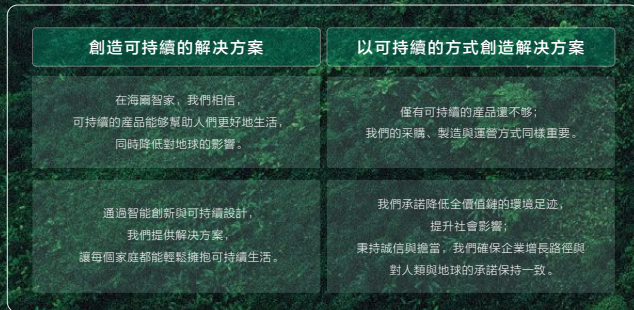 創造可持續的解決方案
在海爾智家，我們相信，
可持續的産品能够幫助人們更好地生活，
同時降低對地球的影響。
通過智能創新與可持續設計，
我們提供解決方案，
讓每個家庭都能輕鬆擁抱可持續生活。
以可持續的方式創造解決方案
僅有可持續的産品還不够；
我們的采購、製造與運營方式同樣重要。
我們承諾降低全價值鏈的環境足迹，
提升社會影響；
秉持誠信與擔當，我們確保企業增長路徑與
對人類與地球的承諾保持一致。